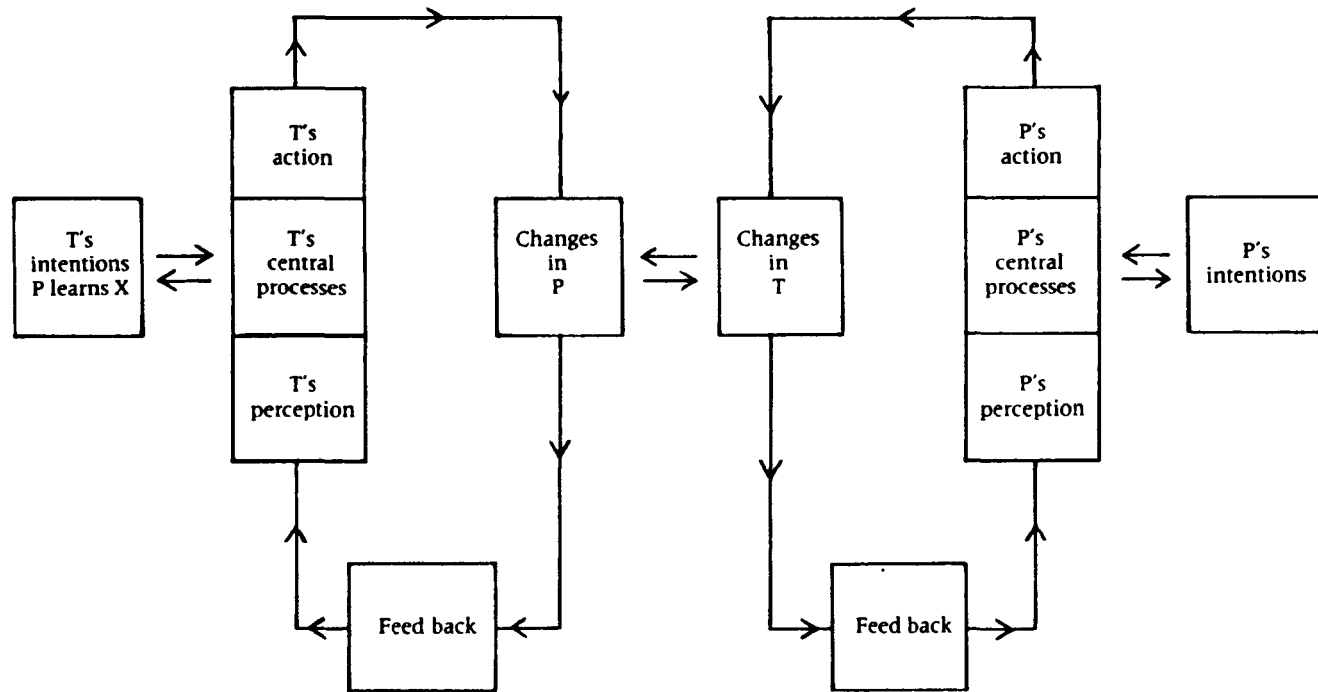 T's
action
T's
intentions
P learns X
T's
central
processes
T's
perception
Changes
in
P
Feed back
Changes
in
T
Feed back
P's
action
P's
central
processes
P's
perception
P's
intentions